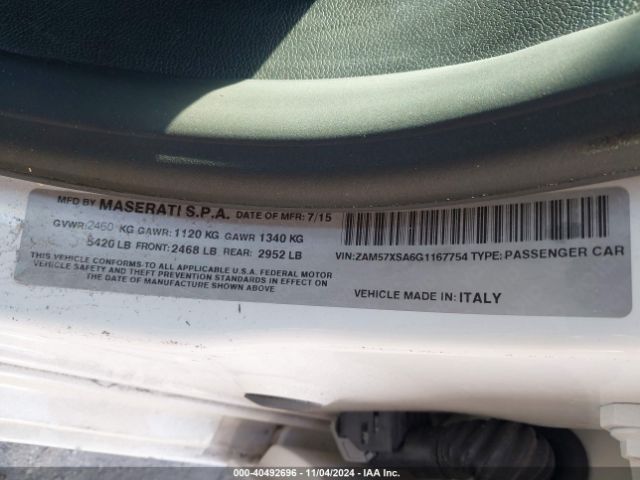 MFD BY MASERATI S.P.A. DATE OF MFR: 7/15
GVWR: 2460 KG GAWR: 1120 KG GAWR 1340 KG
5420 LB FRONT: 2468 LB REAR: 2952 LB
THIS VEHICLE CONFORMS TO ALL APPLICABLE U.S.A. FEDERAL MOTOR
VEHICLE SAFETY AND THEFT PREVENTION STANDARDS IN EFFECT ON
THE DATE OF MANUFACTURE SHOWN ABOVE
VIN: ZAM57XSA6G1167754 TYPE: PASSENGER CAR
VEHICLE MADE IN: ITALY
000-40492696 - 11/04/2024 - IAA Inc.